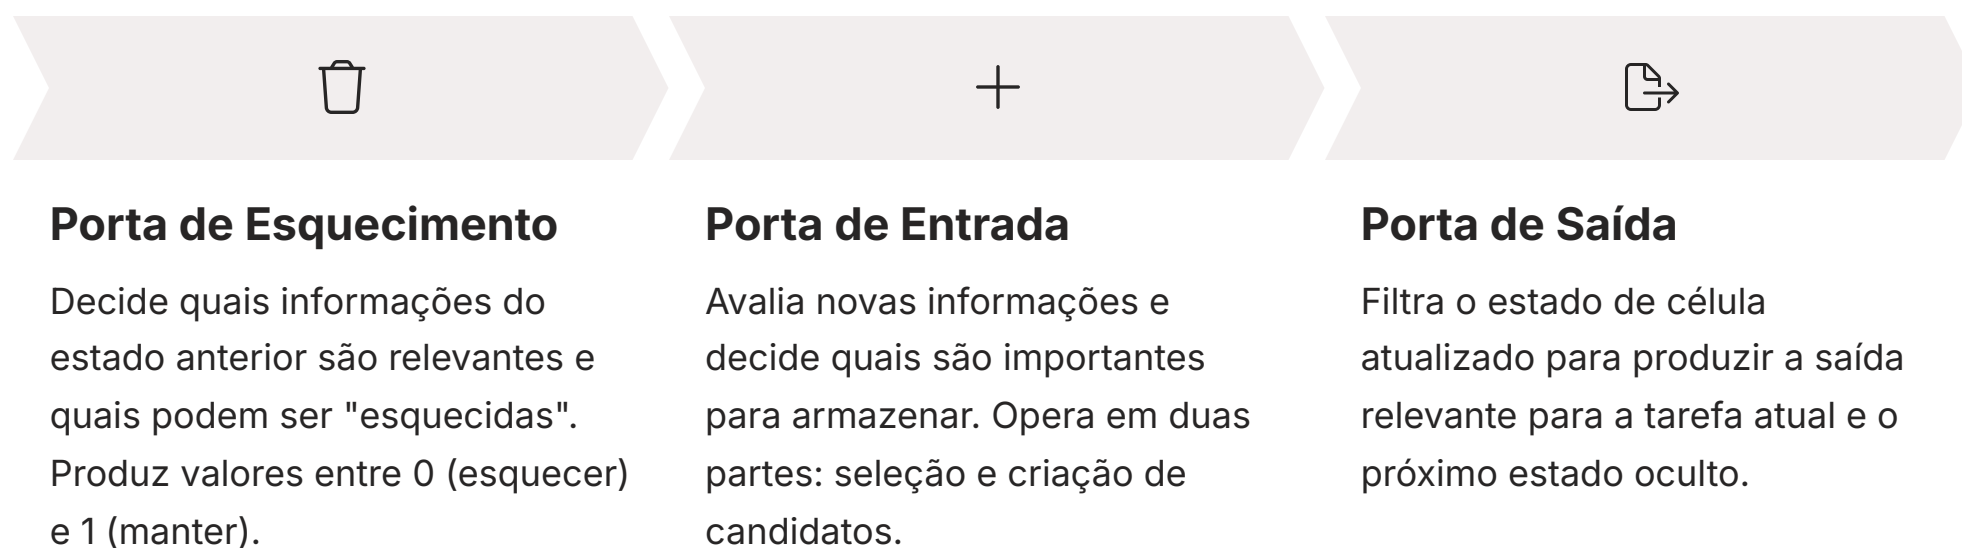 Porta de Esquecimento
Decide quais informações do
estado anterior são relevantes e
quais podem ser "esquecidas".
Produz valores entre 0 (esquecer)
e 1 (manter).
Porta de Entrada
Avalia novas informações e
decide quais são importantes
para armazenar. Opera em duas
partes: seleção e criação de
candidatos.
Porta de Saída
Filtra o estado de célula
atualizado para produzir a saída
relevante para a tarefa atual e o
próximo estado oculto.